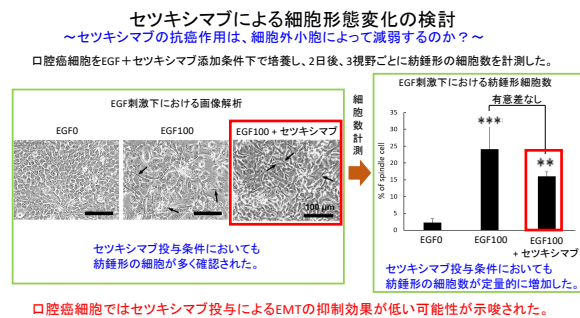 セツキシマブによる細胞形態変化の検討
～セツキシマブの抗癌作用は、細胞外小胞によって減弱するのか？～
口腔癌細胞をEGF＋セツキシマブ添加条件下で培養し、2日後、3視野ごとに紡錘形の細胞数を計測した。
EGF刺激下における画像解析
EGF0
EGF100
EGF100 + セツキシマブ
100 μm
セツキシマブ投与条件においても
紡錘形の細胞が多く確認された。
細胞数計測
EGF刺激下における紡錘形細胞数
有意差なし
% of spindle cell
35
30
25
20
15
10
5
0
***
**
EGF0
EGF100
EGF100
+ セツキシマブ
セツキシマブ投与条件においても
紡錘形の細胞数が定量的に増加した。
口腔癌細胞ではセツキシマブ投与によるEMTの抑制効果が低い可能性が示唆された。